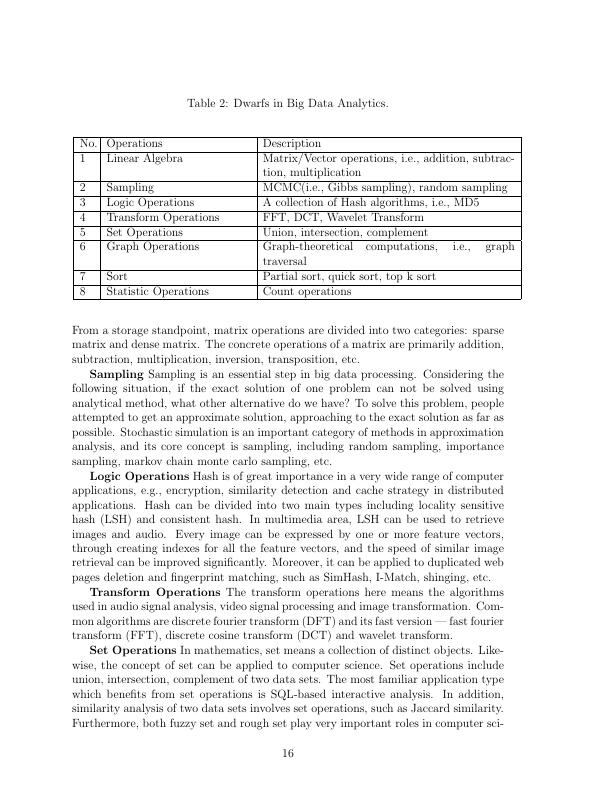 Table 2: Dwarfs in Big Data Analytics.
No. Operations Description
1 Linear Algebra Matrix/Vector operations, i.e., addition, subtrac-
tion, multiplication
2 Sampling MCMC(i.e., Gibbs sampling), random sampling
3 Logic Operations A collection of Hash algorithms, i.e., MD5
4 Transform Operations FFT, DCT, Wavelet Transform
5 Set Operations Union, intersection, complement
6 Graph Operations Graph-theoretical computations, i.e., graph
traversal
7 Sort Partial sort, quick sort, top k sort
8 Statistic Operations Count operations
From a storage standpoint, matrix operations are divided into two categories: sparse
matrix and dense matrix. The concrete operations of a matrix are primarily addition,
subtraction, multiplication, inversion, transposition, etc.
Sampling Sampling is an essential step in big data processing. Considering the
following situation, if the exact solution of one problem can not be solved using
analytical method, what other alternative do we have? To solve this problem, people
attempted to get an approximate solution, approaching to the exact solution as far as
possible. Stochastic simulation is an important category of methods in approximation
analysis, and its core concept is sampling, including random sampling, importance
sampling, markov chain monte carlo sampling, etc.
Logic Operations Hash is of great importance in a very wide range of computer
applications, e.g., encryption, similarity detection and cache strategy in distributed
applications. Hash can be divided into two main types including locality sensitive
hash (LSH) and consistent hash. In multimedia area, LSH can be used to retrieve
images and audio. Every image can be expressed by one or more feature vectors,
through creating indexes for all the feature vectors, and the speed of similar image
retrieval can be improved significantly. Moreover, it can be applied to duplicated web
pages deletion and fingerprint matching, such as SimHash, I-Match, shinging, etc.
Transform Operations The transform operations here means the algorithms
used in audio signal analysis, video signal processing and image transformation. Com-
mon algorithms are discrete fourier transform (DFT) and its fast version — fast fourier
transform (FFT), discrete cosine transform (DCT) and wavelet transform.
Set Operations In mathematics, set means a collection of distinct objects. Like-
wise, the concept of set can be applied to computer science. Set operations include
union, intersection, complement of two data sets. The most familiar application type
which benefits from set operations is SQL-based interactive analysis. In addition,
similarity analysis of two data sets involves set operations, such as Jaccard similarity.
Furthermore, both fuzzy set and rough set play very important roles in computer sci-
16